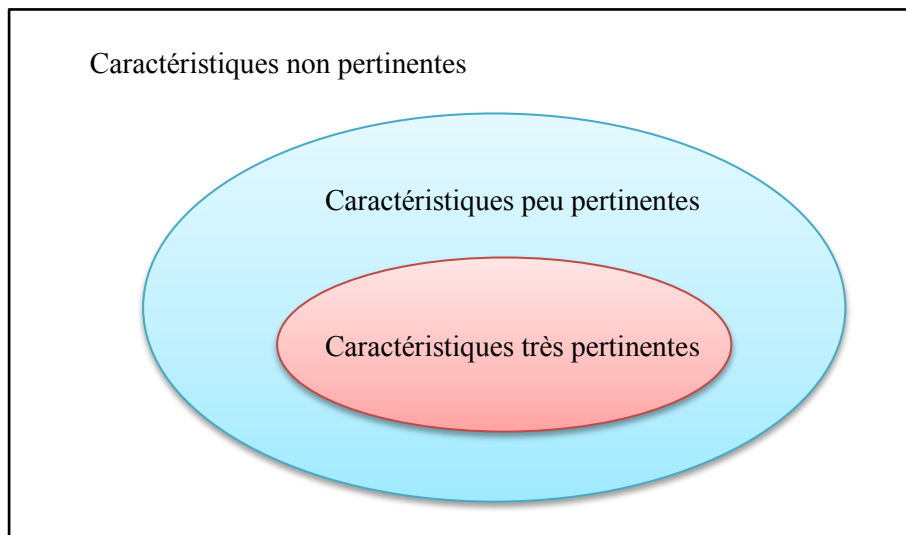 Caractéristiques non pertinentes
Caractéristiques peu pertinentes
Caractéristiques très pertinentes